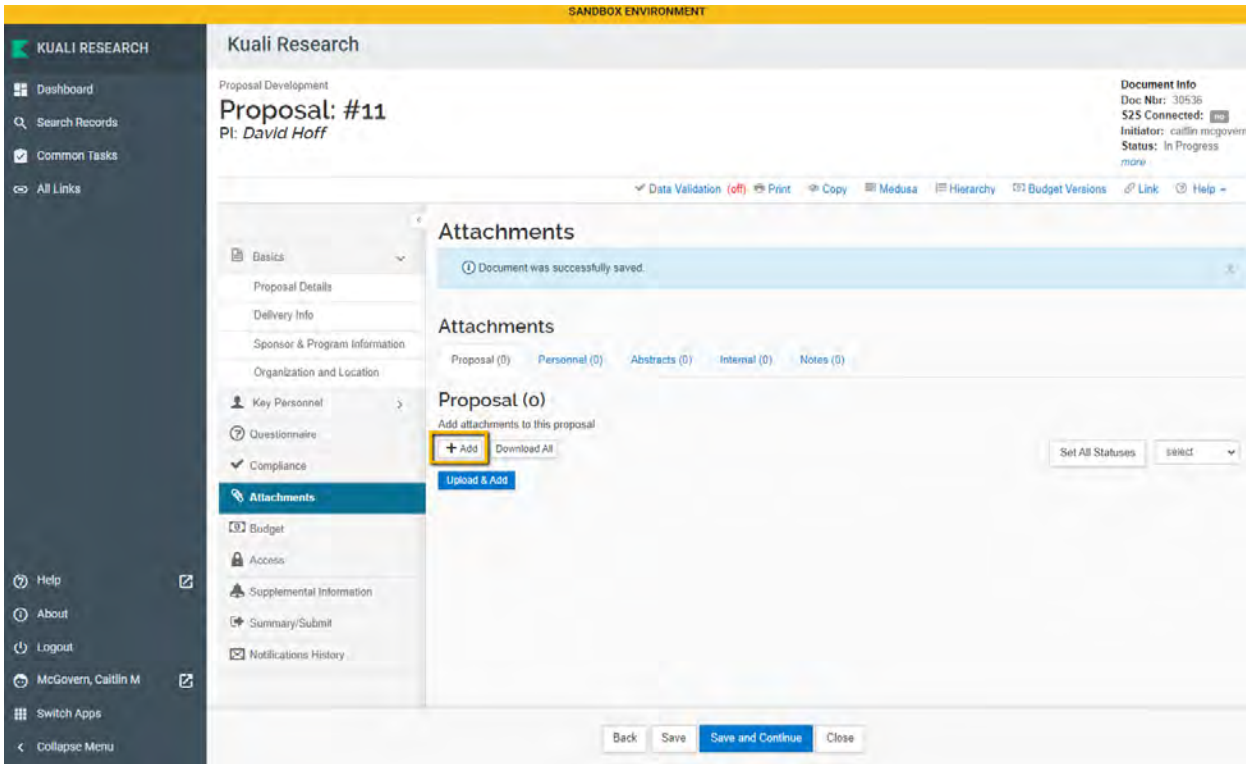 SANDBOX ENVIRONMENT
KUALI RESEARCH
Dashboard
Search Records
Common Tasks
All Links
Help
About
Logout
McGovern, Caitlin M
Switch Apps
Collapse Menu
Kuali Research
Proposal Development
Proposal: #11
PI: David Hoff
Document Info
Doc Nbr: 30536
S2S Connected: no
Initiator: caitlin mcgovern
Status: In Progress
more
Data Validation (off) Print Copy Medusa Hierarchy Budget Versions Link Help
Basics
Proposal Details
Delivery Info
Sponsor & Program Information
Organization and Location
Key Personnel
Questionnaire
Compliance
Attachments
Budget
Access
Supplemental Information
Summary/Submit
Notifications History
Attachments
Document was successfully saved.
Attachments
Proposal (0) Personnel (0) Abstracts (0) Internal (0) Notes (0)
Proposal (0)
Add attachments to this proposal
+ Add Download All
Set All Statuses select
Upload & Add
Back Save Save and Continue Close